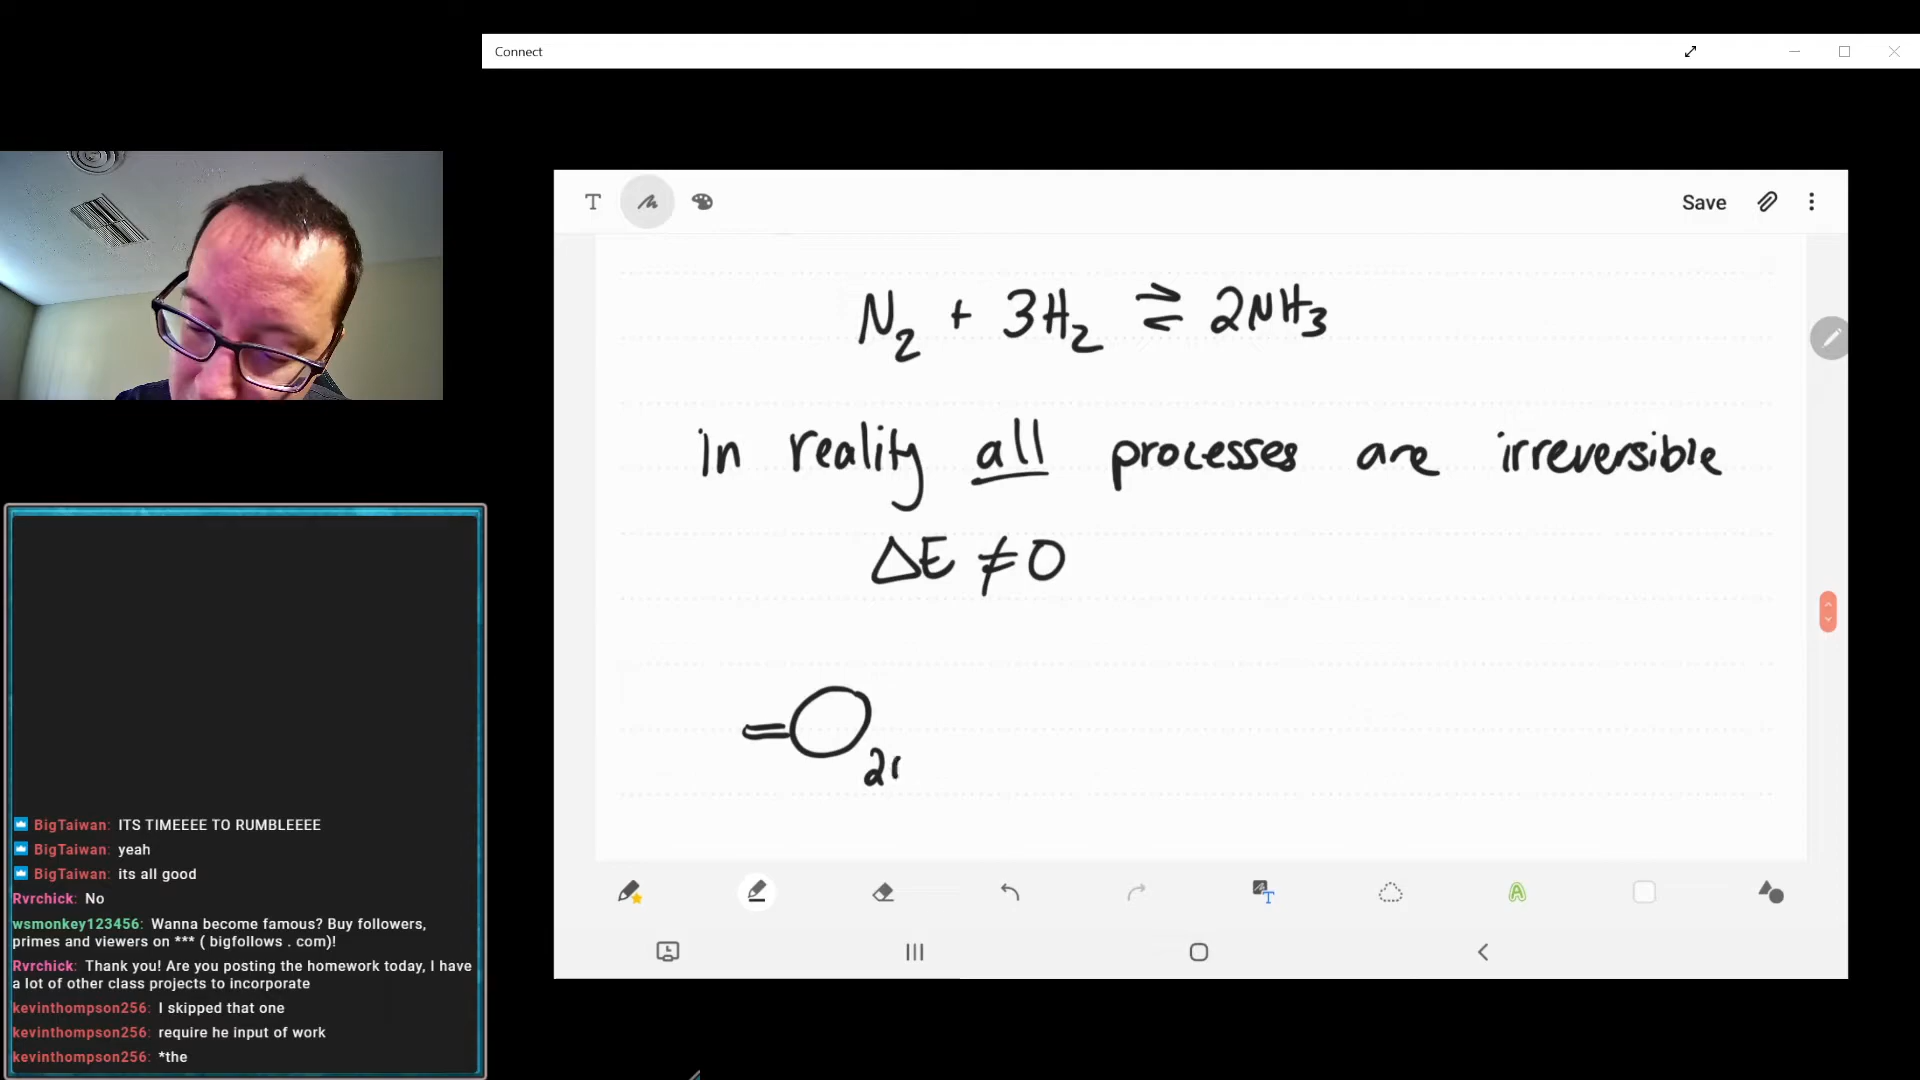 Connect
T
Save
N₂ + 3H₂ ⇌ 2NH₃
in reality all processes are irreversible
ΔE ≠ 0
BigTaiwan: ITS TIMEEEE TO RUMBLEEEE
BigTaiwan: yeah
BigTaiwan: its all good
Rvrchick: No
wsmonkey123456: Wanna become famous? Buy followers,
primes and viewers on *** ( bigfollows . com)!
Rvrchick: Thank you! Are you posting the homework today, I have
a lot of other class projects to incorporate
kevinthompson256: I skipped that one
kevinthompson256: require he input of work
kevinthompson256: *the